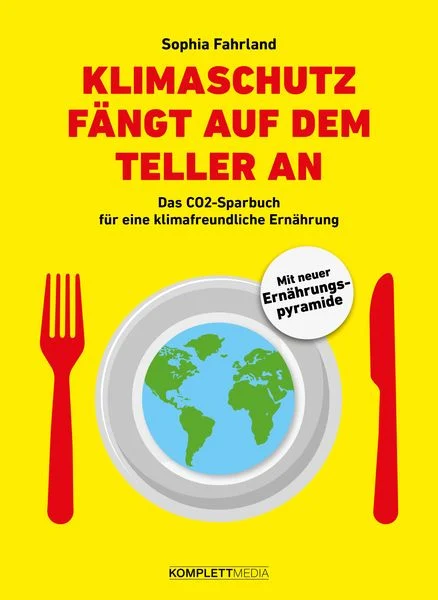 Sophia Fahrland
KLIMASCHUTZ
FÄNGT AUF DEM
TELLER AN
Das CO2-Sparbuch
für eine klimafreundliche Ernährung
Mit neuer
Ernährungs-
pyramide
KOMPLETTMEDIA